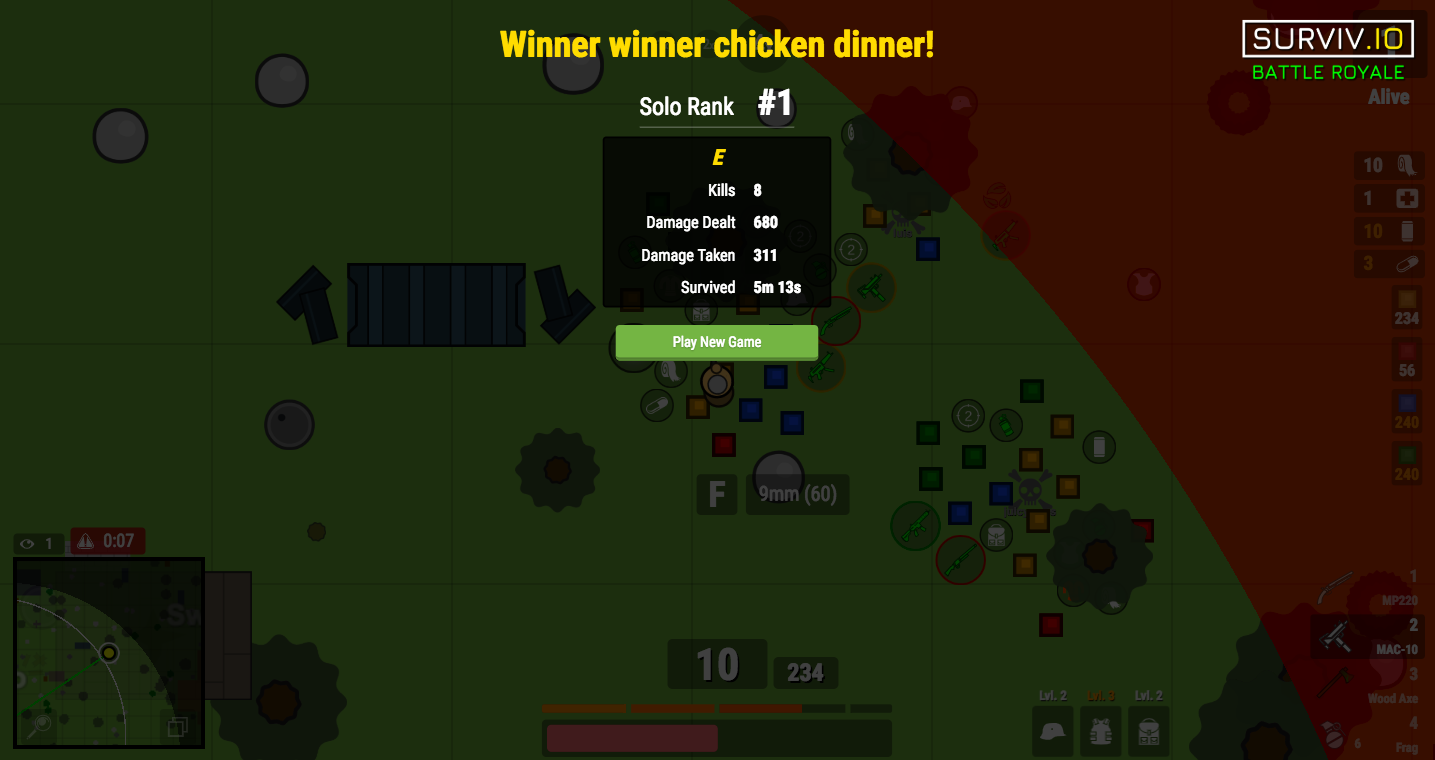 Winner winner chicken dinner!
SURVIV.IO
BATTLE ROYALE
Solo Rank #1
Alive
E
Kills 8
Damage Dealt 680
Damage Taken 311
Survived 5m 13s
Play New Game
10
1
10
3
234
56
240
240
2
2
F 9mm (60)
1 0:07
10 234
Lvl. 2 Lvl. 3 Lvl. 2
1
MP220
2
MAC-10
3
Wood Axe
4
6 Frag